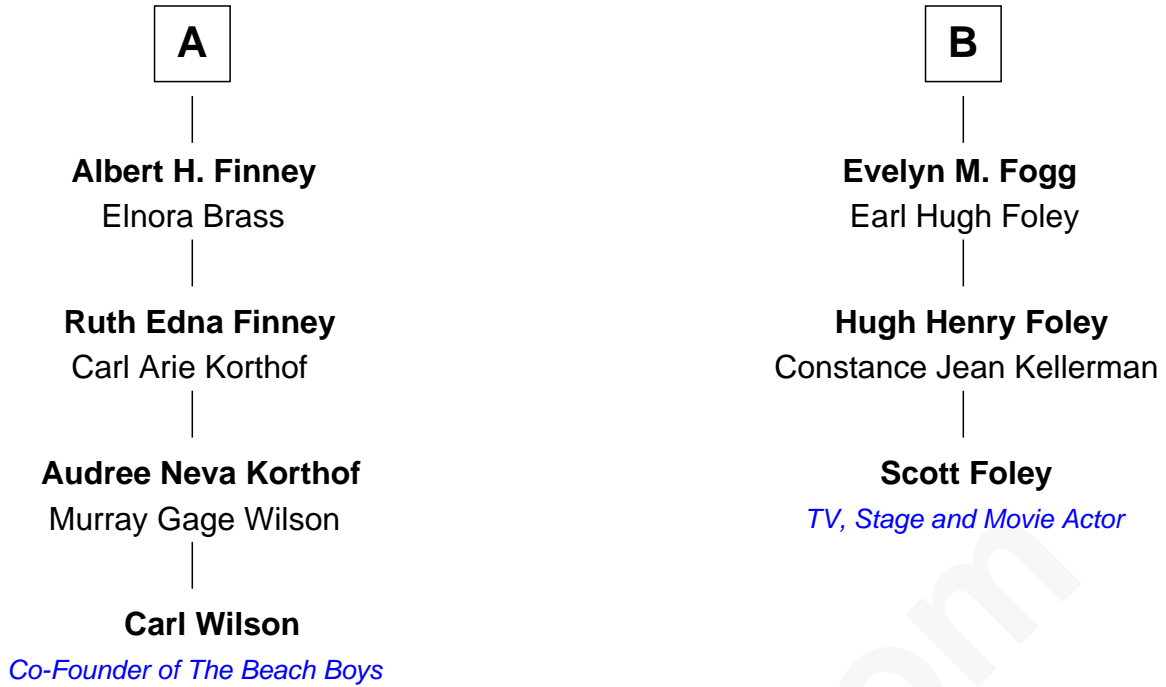 A
Albert H. Finney
Elnora Brass
Ruth Edna Finney
Carl Arie Korthof
Audree Neva Korthof
Murray Gage Wilson
Carl Wilson
Co-Founder of The Beach Boys
B
Evelyn M. Fogg
Earl Hugh Foley
Hugh Henry Foley
Constance Jean Kellerman
Scott Foley
TV, Stage and Movie Actor
om